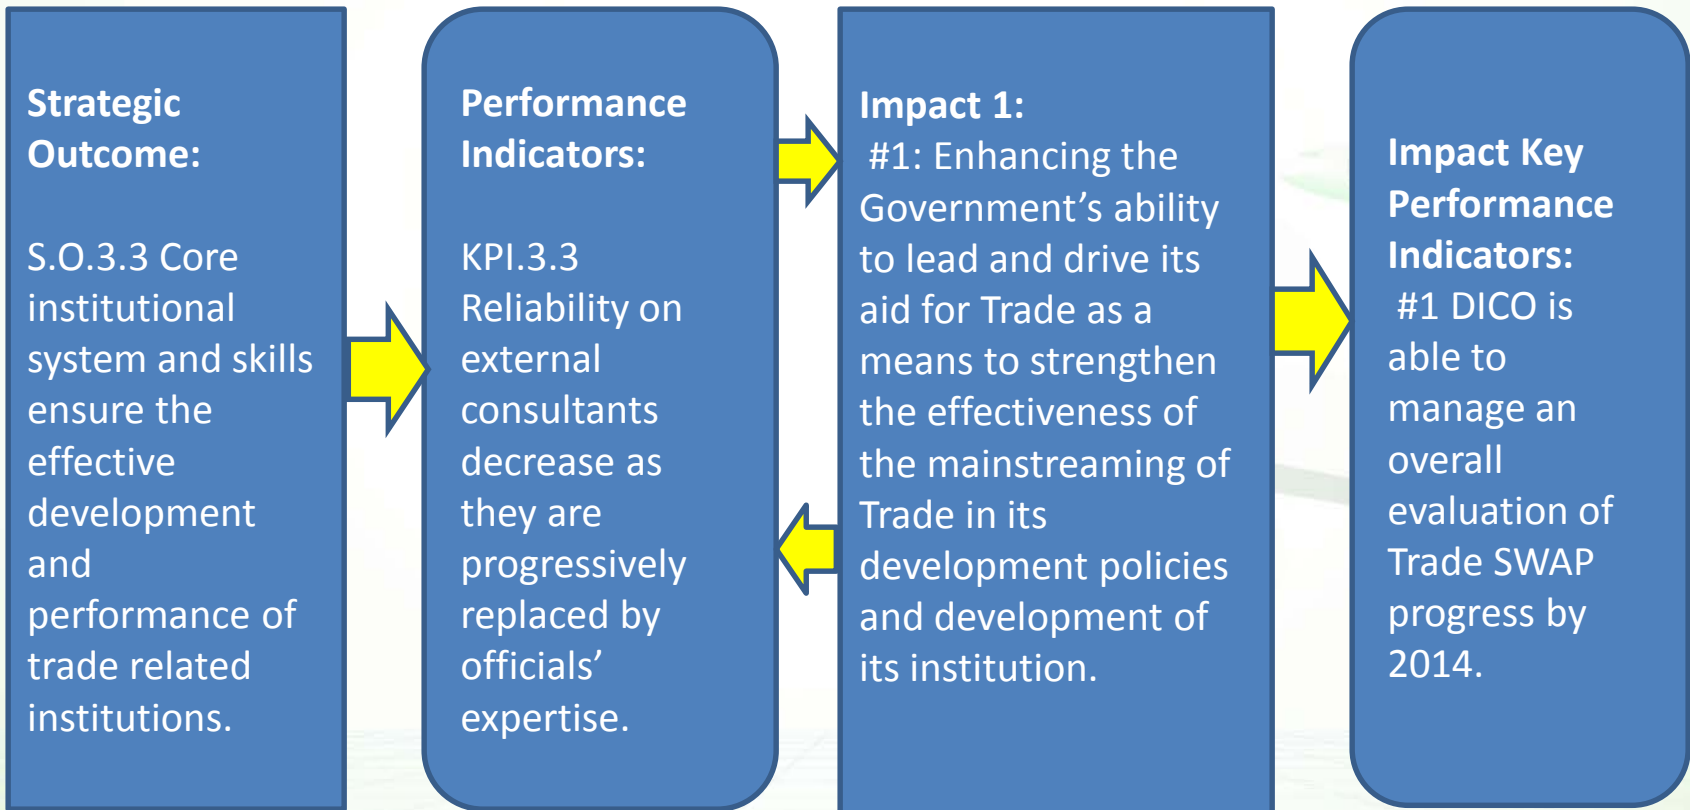 Strategic
Outcome:
S.O.3.3 Core
institutional
system and skills
ensure the
effective
development
and
performance of
trade related
institutions.
Performance
Indicators:
KPI.3.3
Reliability on
external
consultants
decrease as
they are
progressively
replaced by
officials’
expertise.
Impact 1:
#1: Enhancing the
Government’s ability
to lead and drive its
aid for Trade as a
means to strengthen
the effectiveness of
the mainstreaming of
Trade in its
development policies
and development of
its institution.
Impact Key
Performance
Indicators:
#1 DICO is
able to
manage an
overall
evaluation of
Trade SWAP
progress by
2014.